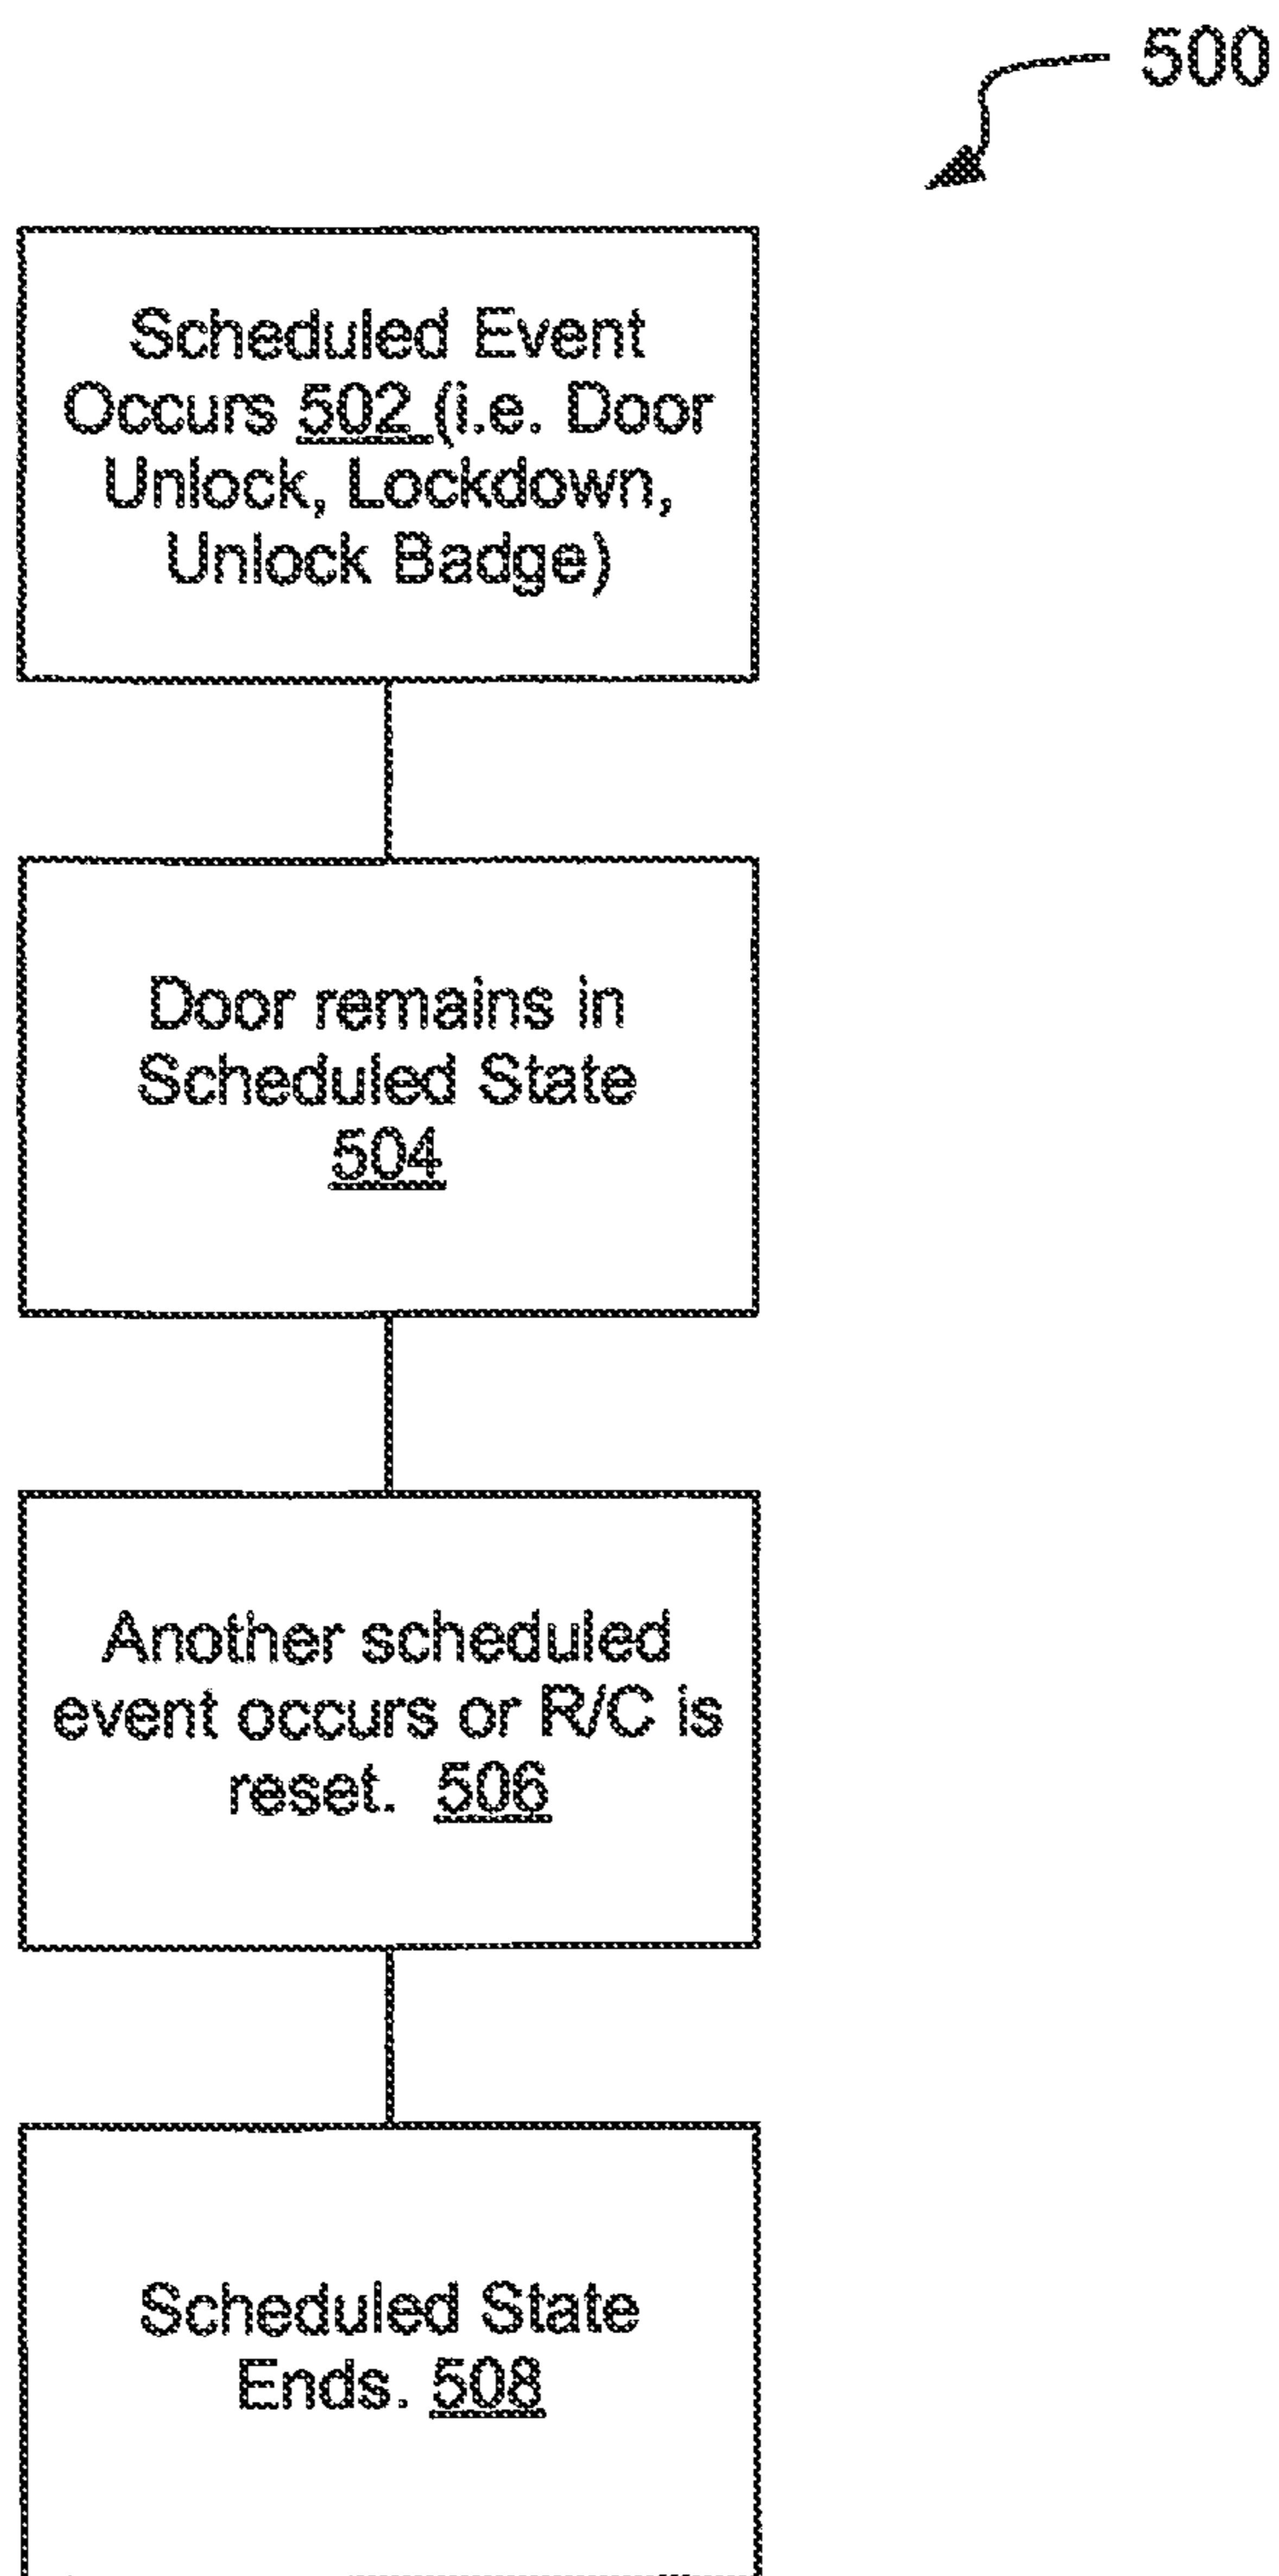 500
Scheduled Event
Occurs 502 (i.e. Door
Unlock, Lockdown,
Unlock Badge)
Door remains in
Scheduled State
504
Another scheduled
event occurs or R/C is
reset. 506
Scheduled State
Ends. 508